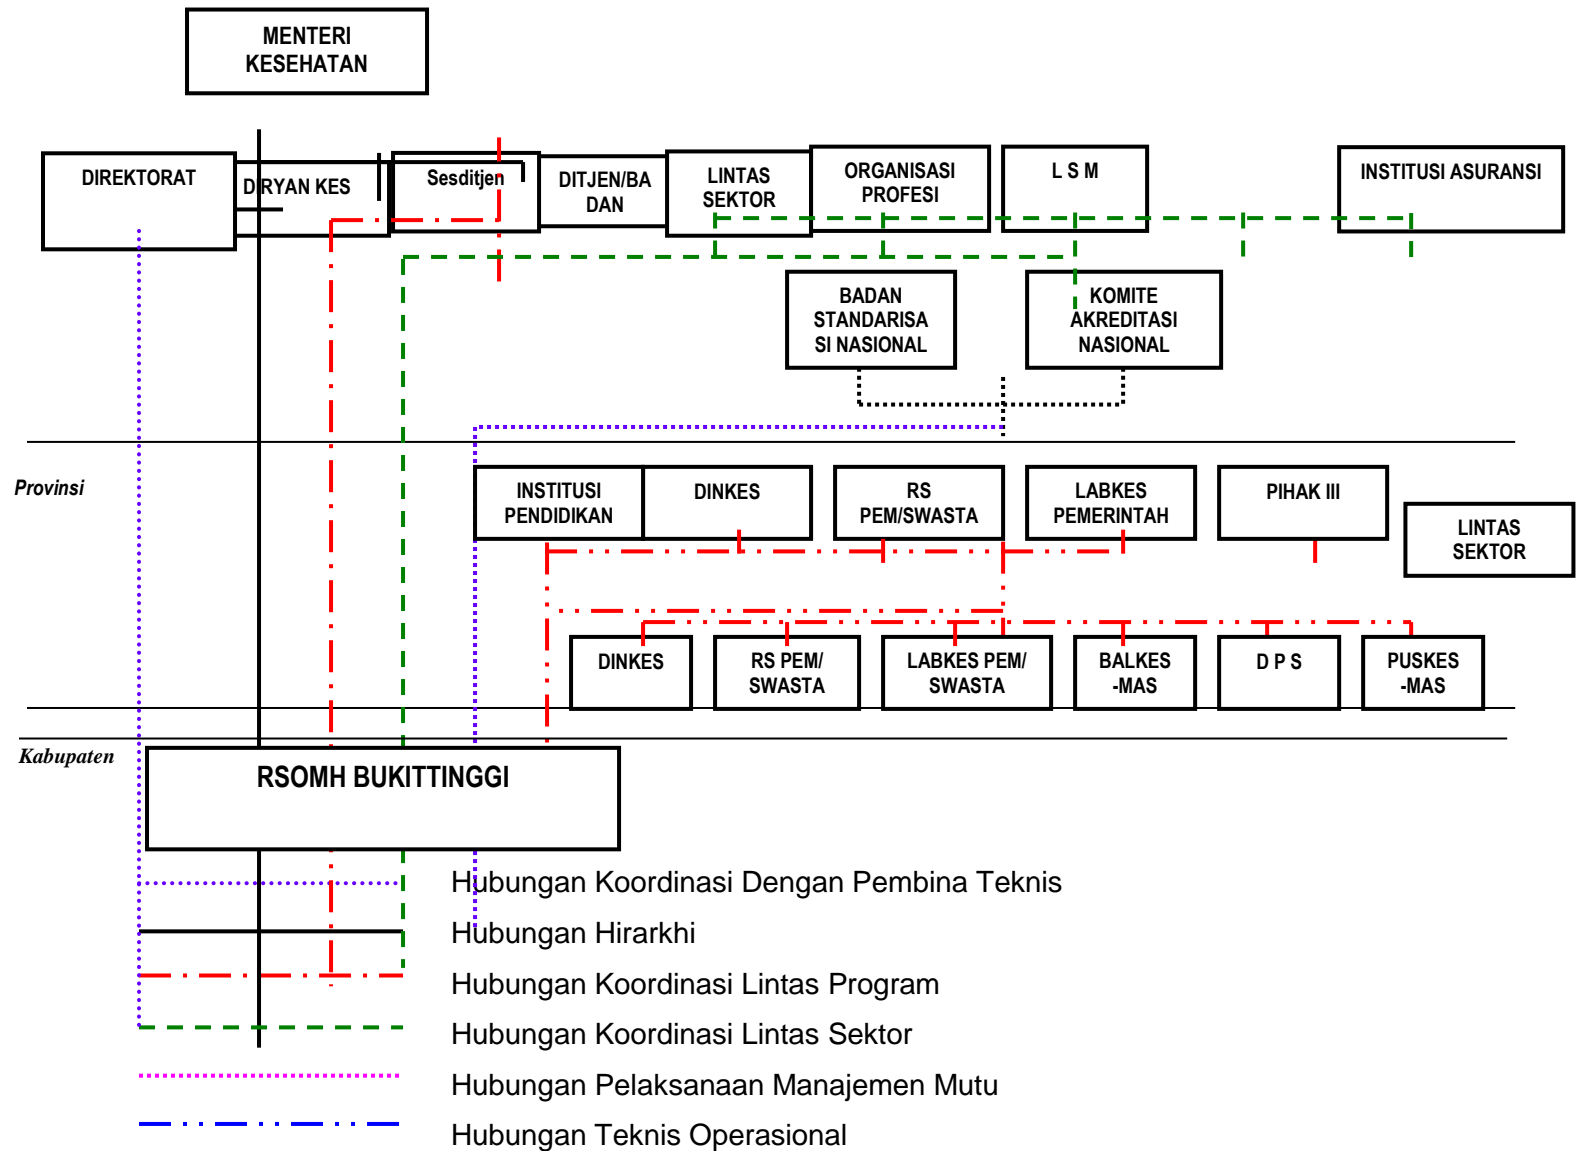 MENTERI
KESEHATAN
DIREKTORAT
DIRYAN KES
Sesditjen
DITJEN/BA
DAN
LINTAS
SEKTOR
ORGANISASI
PROFESI
L S M
INSTITUSI ASURANSI
BADAN
STANDARISA
SI NASIONAL
KOMITE
AKREDITASI
NASIONAL
Provinsi
INSTITUSI
PENDIDIKAN
DINKES
RS
PEM/SWASTA
LABKES
PEMERINTAH
PIHAK III
LINTAS
SEKTOR
DINKES
RS PEM/
SWASTA
LABKES PEM/
SWASTA
BALKES
-MAS
D P S
PUSKES
-MAS
Kabupaten
RSOMH BUKITTINGGI
Hubungan Koordinasi Dengan Pembina Teknis
Hubungan Hirarkhi
Hubungan Koordinasi Lintas Program
Hubungan Koordinasi Lintas Sektor
Hubungan Pelaksanaan Manajemen Mutu
Hubungan Teknis Operasional